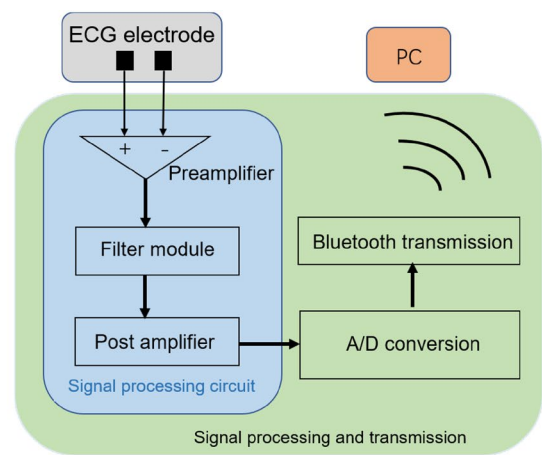 ECG electrode
PC
+ -
Preamplifier
Filter module
Bluetooth transmission
Post amplifier
A/D conversion
Signal processing circuit
Signal processing and transmission